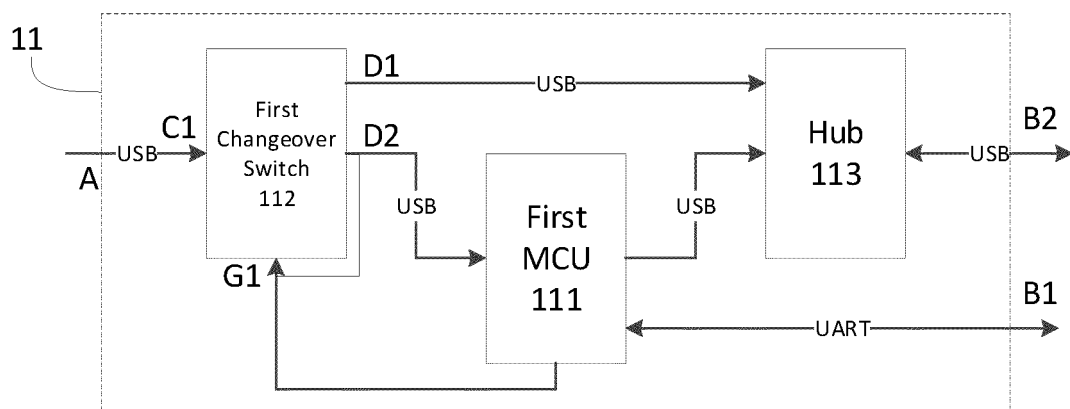 11
D1
USB
First
Changeover
Switch
112
Hub
113
B2
C1
USB
A
D2
USB
USB
USB
First
MCU
111
G1
B1
UART